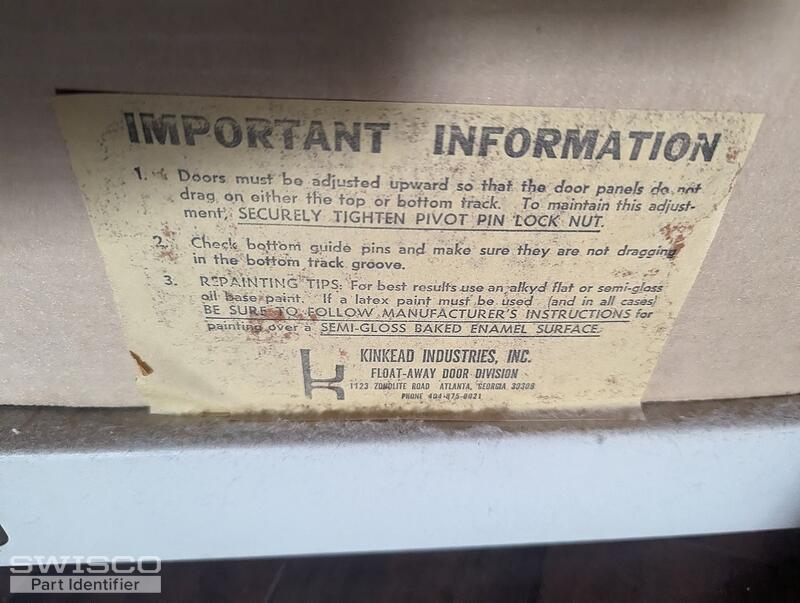 IMPORTANT INFORMATION
1. Doors must be adjusted upward so that the door panels do not
drag on either the top or bottom track. To maintain this adjust-
ment, SECURELY TIGHTEN PIVOT PIN LOCK NUT.
2. Check bottom guide pins and make sure they are not dragging
in the bottom track groove.
3. REPAINTING TIPS: For best results use an alkyd flat or semi-gloss
oil base paint. If a latex paint must be used (and in all cases)
BE SURE TO FOLLOW MANUFACTURER'S INSTRUCTIONS for
painting over a SEMI-GLOSS BAKED ENAMEL SURFACE.
k
KINKEAD INDUSTRIES, INC.
FLOAT-AWAY DOOR DIVISION
1123 ZONOLITE ROAD ATLANTA, GEORGIA 30306
PHONE 404-875-8021
SWISCO
Part Identifier